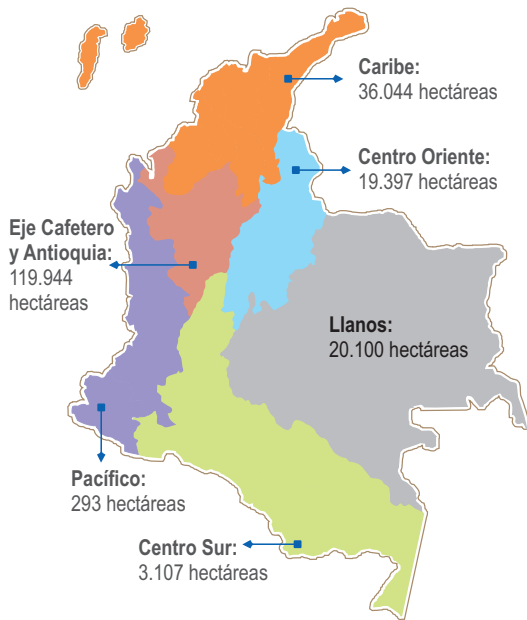 Caribe:
36.044 hectáreas
Centro Oriente:
19.397 hectáreas
Eje Cafetero
y Antioquia:
119.944
hectáreas
Llanos:
20.100 hectáreas
Pacífico:
293 hectáreas
Centro Sur:
3.107 hectáreas